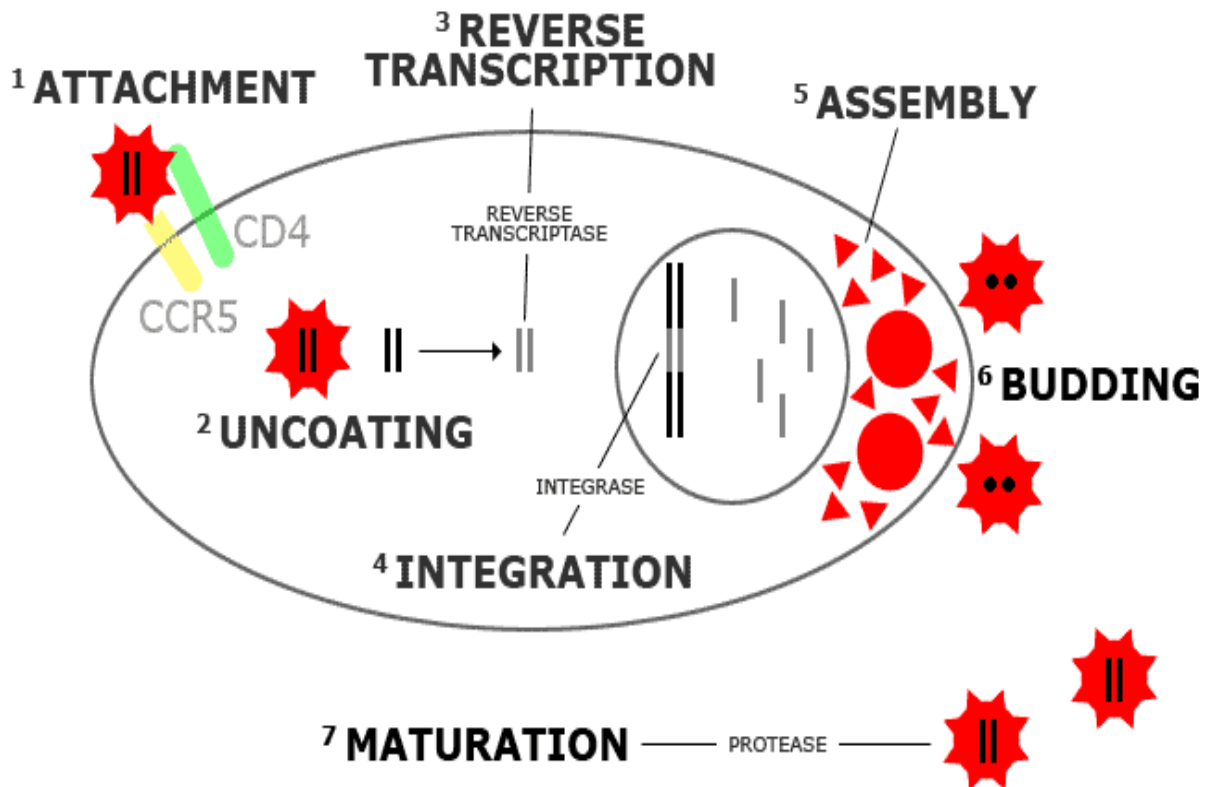 1 ATTACHMENT
3 REVERSE
TRANSCRIPTION
5 ASSEMBLY
REVERSE
TRANSCRIPTASE
CD4
CCR5
2 UNCOATING
6 BUDDING
INTEGRASE
4 INTEGRATION
7 MATURATION
PROTEASE